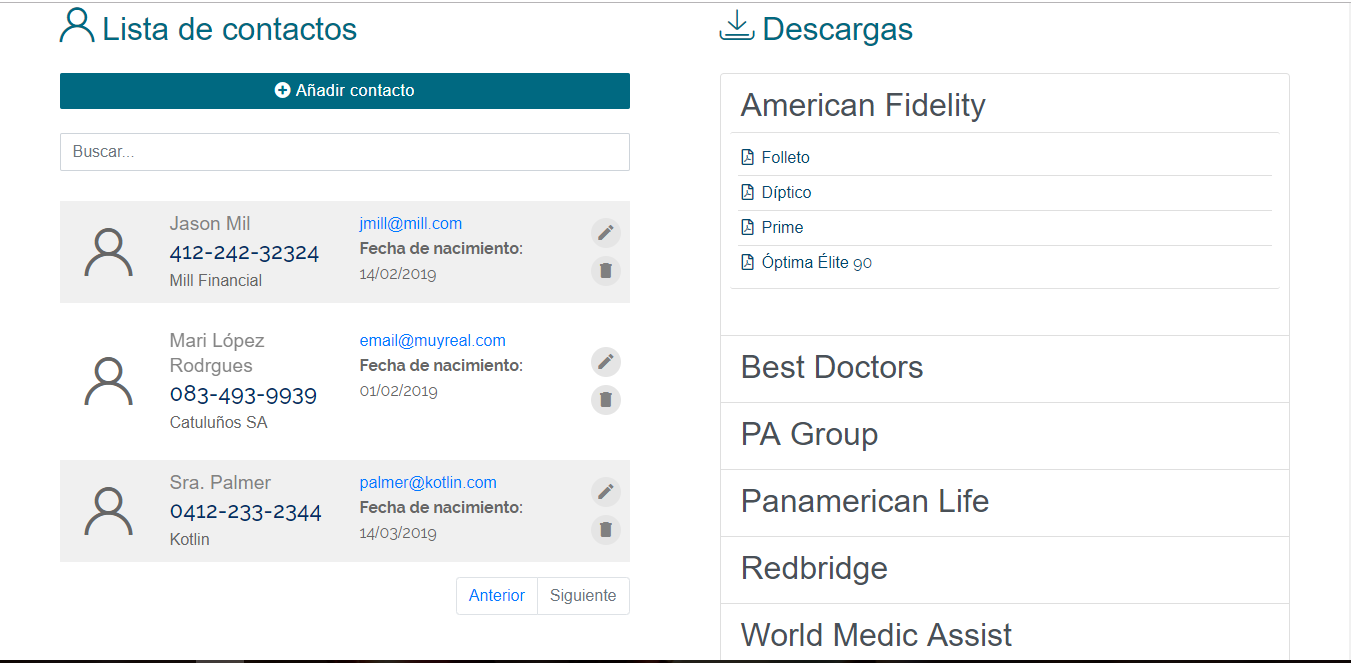 Lista de contactos
Añadir contacto
Buscar...
Jason Mil
412-242-32324
Mill Financial
jmill@mill.com
Fecha de nacimiento:
14/02/2019
Mari López
Rodrgues
083-493-9939
Catuluños SA
email@muyreal.com
Fecha de nacimiento:
01/02/2019
Sra. Palmer
0412-233-2344
Kotlin
palmer@kotlin.com
Fecha de nacimiento:
14/03/2019
Anterior Siguiente
Descargas
American Fidelity
Folleto
Díptico
Prime
Óptima Élite 90
Best Doctors
PA Group
Panamerican Life
Redbridge
World Medic Assist